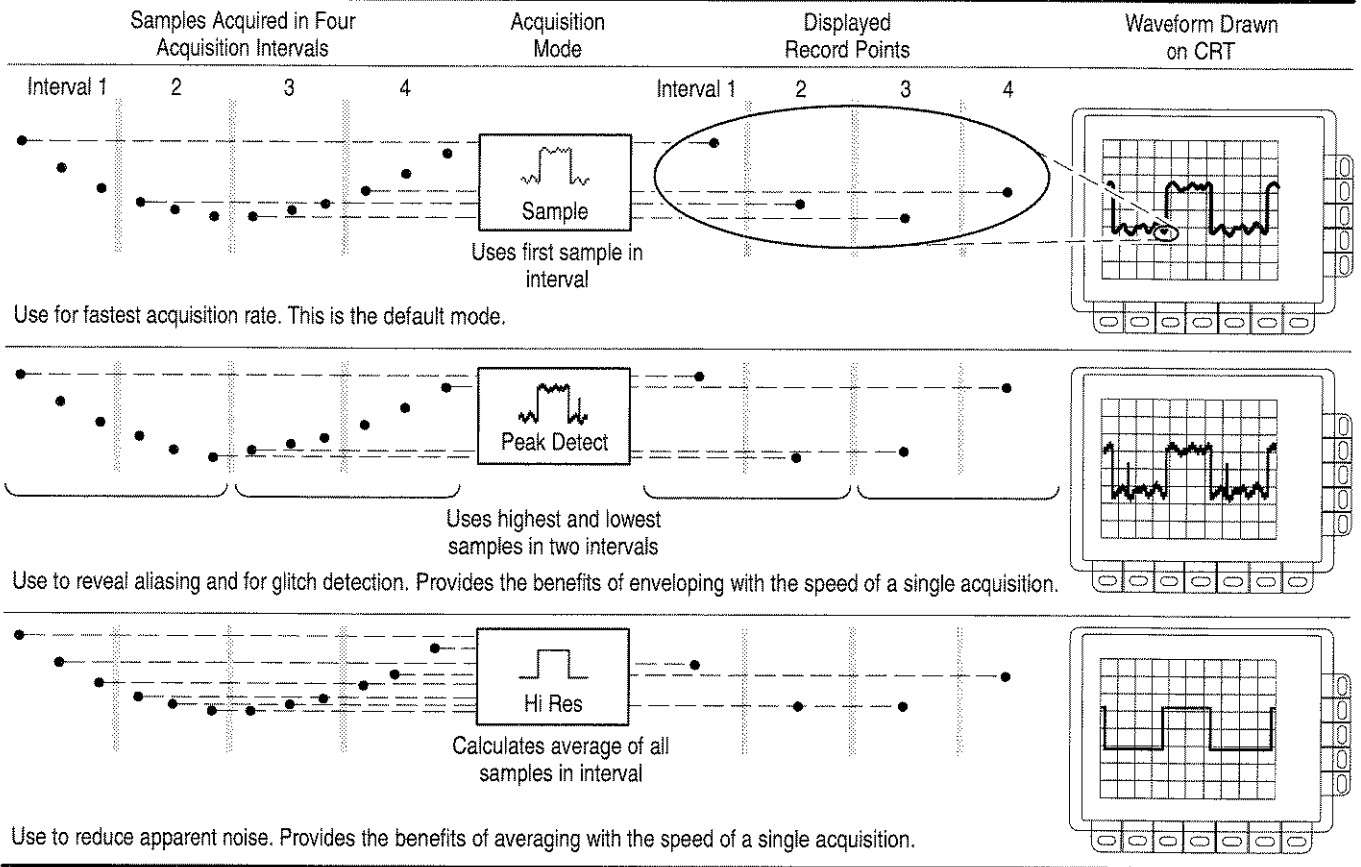 Samples Acquired in Four
Acquisition Intervals
Acquisition
Mode
Displayed
Record Points
Waveform Drawn
on CRT
Interval 1 2 3 4
Interval 1 2 3 4
Sample
Uses first sample in
interval
Use for fastest acquisition rate. This is the default mode.
Peak Detect
Uses highest and lowest
samples in two intervals
Use to reveal aliasing and for glitch detection. Provides the benefits of enveloping with the speed of a single acquisition.
Hi Res
Calculates average of all
samples in interval
Use to reduce apparent noise. Provides the benefits of averaging with the speed of a single acquisition.